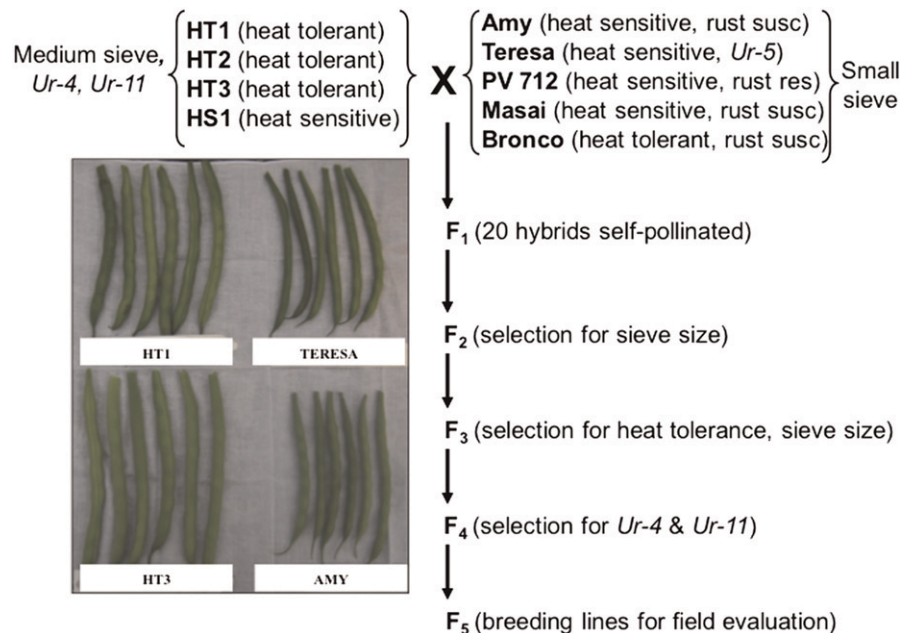 Medium sieve,
Ur-4, Ur-11
HT1 (heat tolerant)
HT2 (heat tolerant)
HT3 (heat tolerant)
HS1 (heat sensitive)
X
Amy (heat sensitive, rust susc)
Teresa (heat sensitive, Ur-5)
PV 712 (heat sensitive, rust res)
Masai (heat sensitive, rust susc)
Bronco (heat tolerant, rust susc)
Small
sieve
HT1
TERESA
HT3
AMY
F1 (20 hybrids self-pollinated)
F2 (selection for sieve size)
F3 (selection for heat tolerance, sieve size)
F4 (selection for Ur-4 & Ur-11)
F5 (breeding lines for field evaluation)